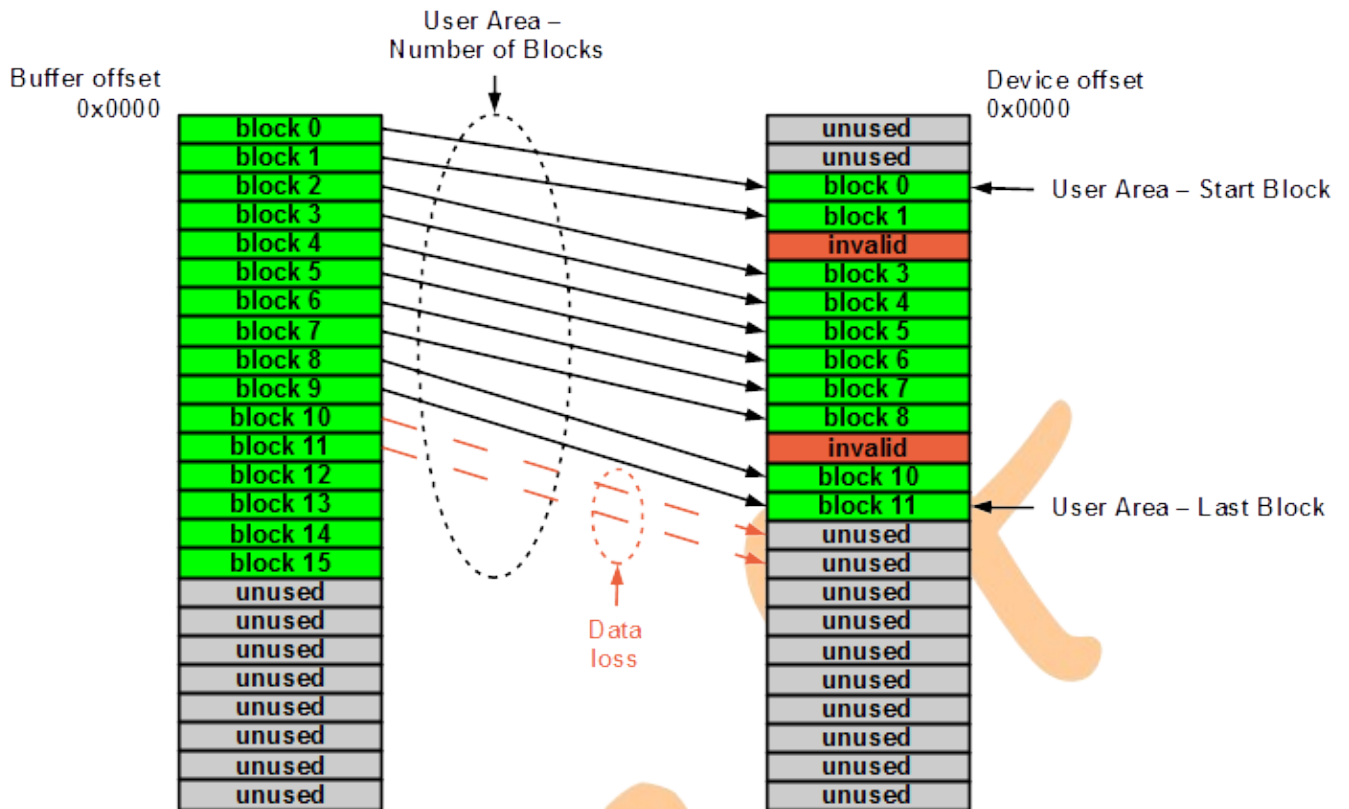 User Area –
Number of Blocks
Buffer offset
0x0000
Device offset
0x0000
block 0
block 1
block 2
block 3
block 4
block 5
block 6
block 7
block 8
block 9
block 10
block 11
block 12
block 13
block 14
block 15
unused
unused
unused
unused
unused
unused
unused
unused
unused
unused
block 0
block 1
invalid
block 3
block 4
block 5
block 6
block 7
block 8
invalid
block 10
block 11
unused
unused
unused
unused
unused
unused
unused
unused
unused
unused
User Area – Start Block
User Area – Last Block
Data
loss